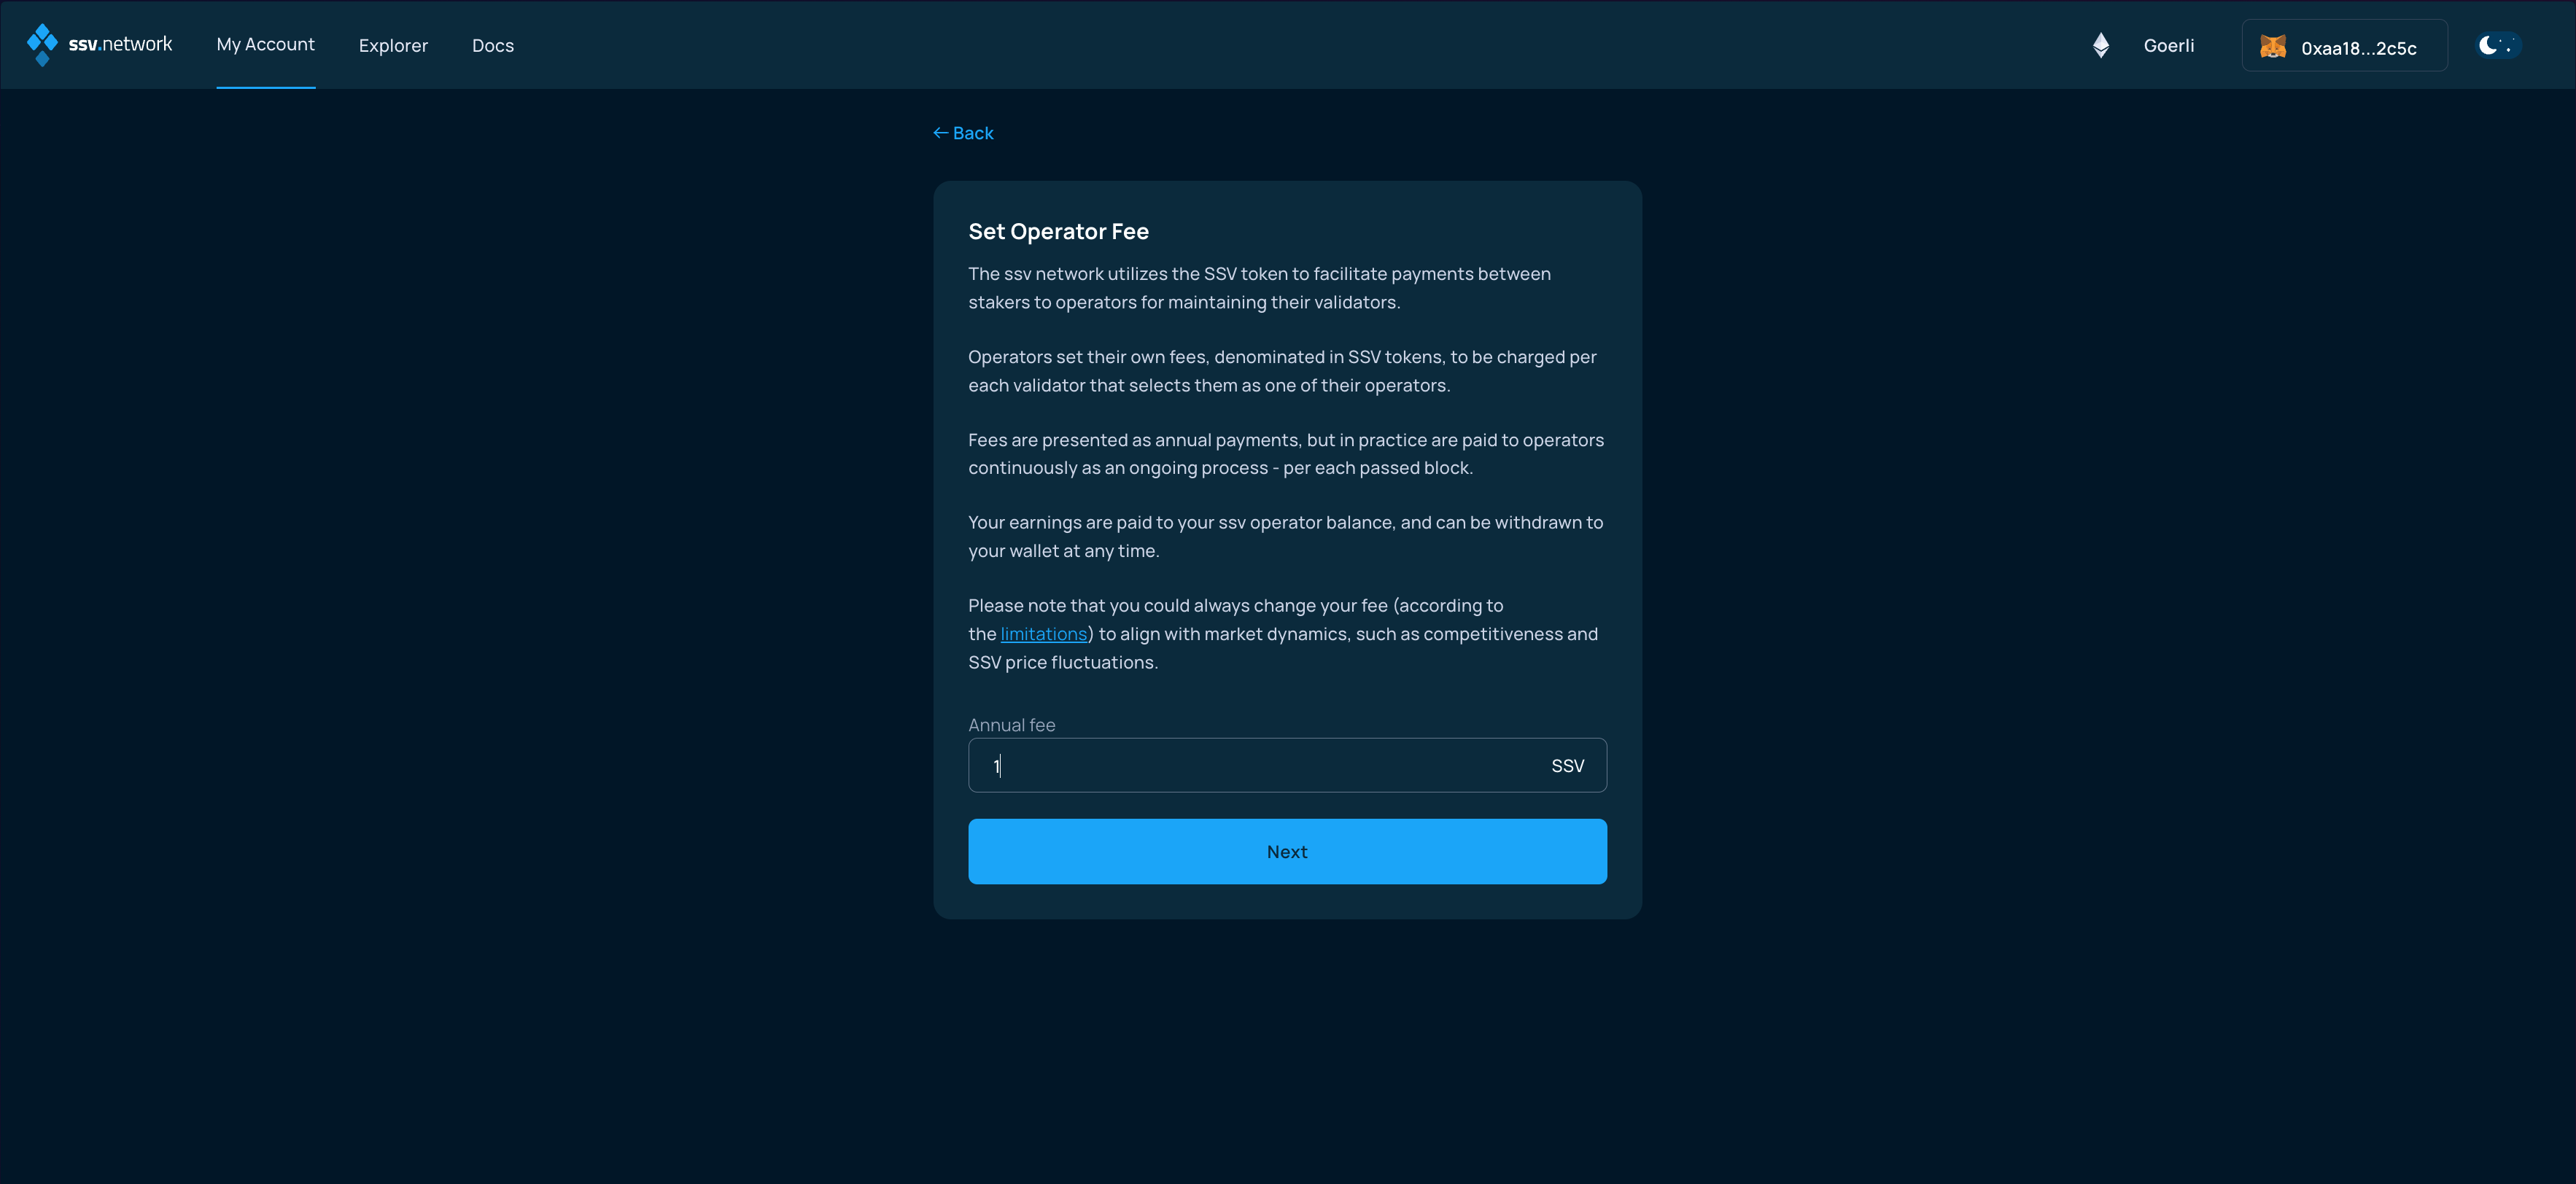 ssv.network My Account Explorer Docs Goerli 0xaa18...2c5c
← Back
Set Operator Fee
The ssv network utilizes the SSV token to facilitate payments between
stakers to operators for maintaining their validators.
Operators set their own fees, denominated in SSV tokens, to be charged per
each validator that selects them as one of their operators.
Fees are presented as annual payments, but in practice are paid to operators
continuously as an ongoing process - per each passed block.
Your earnings are paid to your ssv operator balance, and can be withdrawn to
your wallet at any time.
Please note that you could always change your fee (according to
the limitations) to align with market dynamics, such as competitiveness and
SSV price fluctuations.
Annual fee
1 SSV
Next